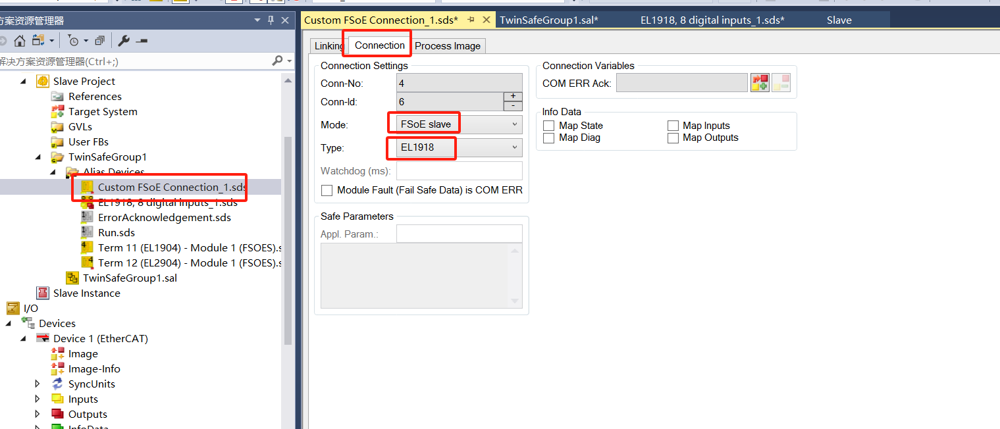 方案资源管理器
解决方案资源管理器(Ctrl+;)
Slave Project
References
Target System
GVLs
User FBs
TwinSafeGroup1
Alias Devices
Custom FSoE Connection_1.sds
EL1918, 8 digital inputs_1.sds
ErrorAcknowledgement.sds
Run.sds
Term 11 (EL1904) - Module 1 (FSOES).s
Term 12 (EL2904) - Module 1 (FSOES).s
TwinSafeGroup1.sal
Slave Instance
I/O
Devices
Device 1 (EtherCAT)
Image
Image-Info
SyncUnits
Inputs
Outputs
InfoData
Custom FSoE Connection_1.sds* TwinSafeGroup1.sal* EL1918, 8 digital inputs_1.sds* Slave
Linking Connection Process Image
Connection Settings
Conn-No: 4
Conn-Id: 6 + -
Mode: FSoE slave
Type: EL1918
Watchdog (ms):
Module Fault (Fail Safe Data) is COM ERR
Safe Parameters
Appl. Param.:
Connection Variables
COM ERR Ack:
Info Data
Map State Map Inputs
Map Diag Map Outputs